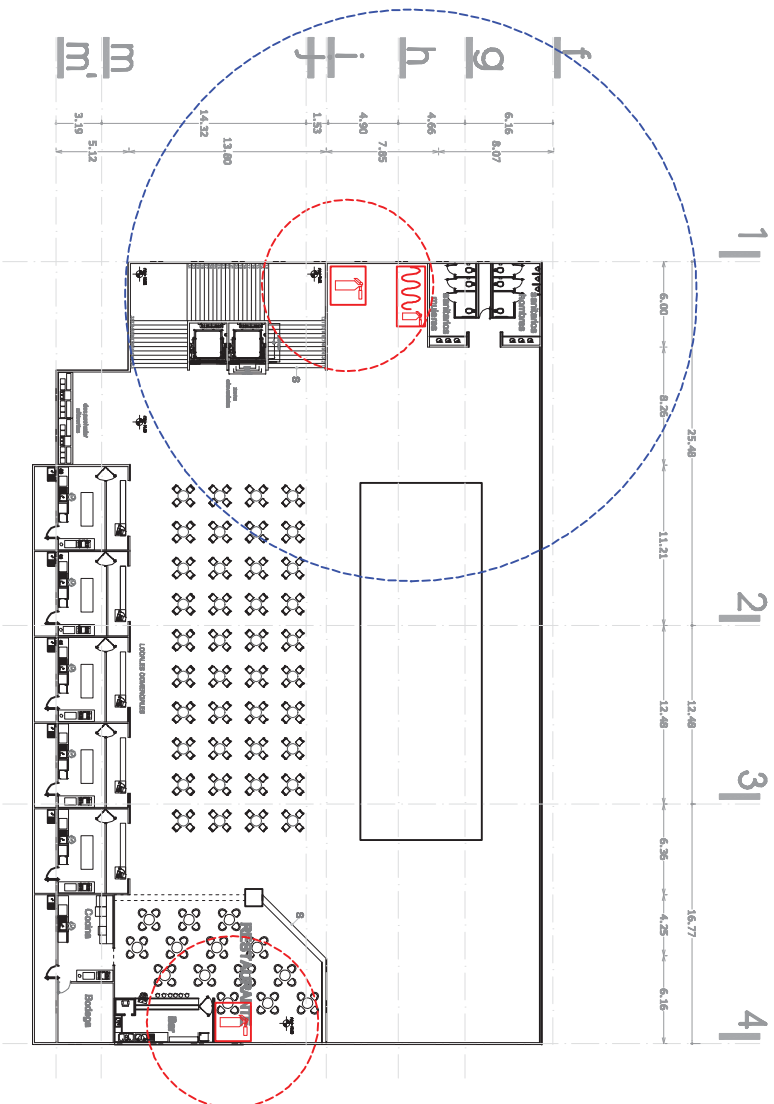 m' m j i h g f
3.19 14.32 1.53 4.90 4.66 6.16
5.12 13.80 7.85 8.07
1
2
3
4
6.00 8.26 11.21 12.48 6.36 4.25 6.16
25.48 12.48 16.77
Sanitarios
mujeres
Sanitarios
hombres
S
LOCALES COMERCIALES
S
RESTAURANTE
Cocina
Bodega
Bar